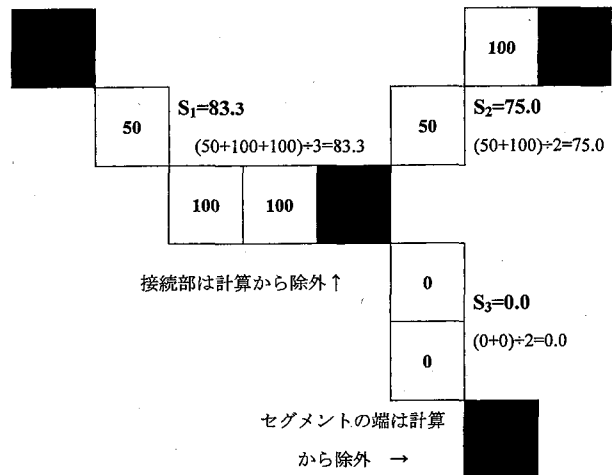 100
50
S₁=83.3
(50+100+100)÷3=83.3
50
S₂=75.0
(50+100)÷2=75.0
100
100
接続部は計算から除外↑
0
S₃=0.0
(0+0)÷2=0.0
0
セグメントの端は計算
から除外 →